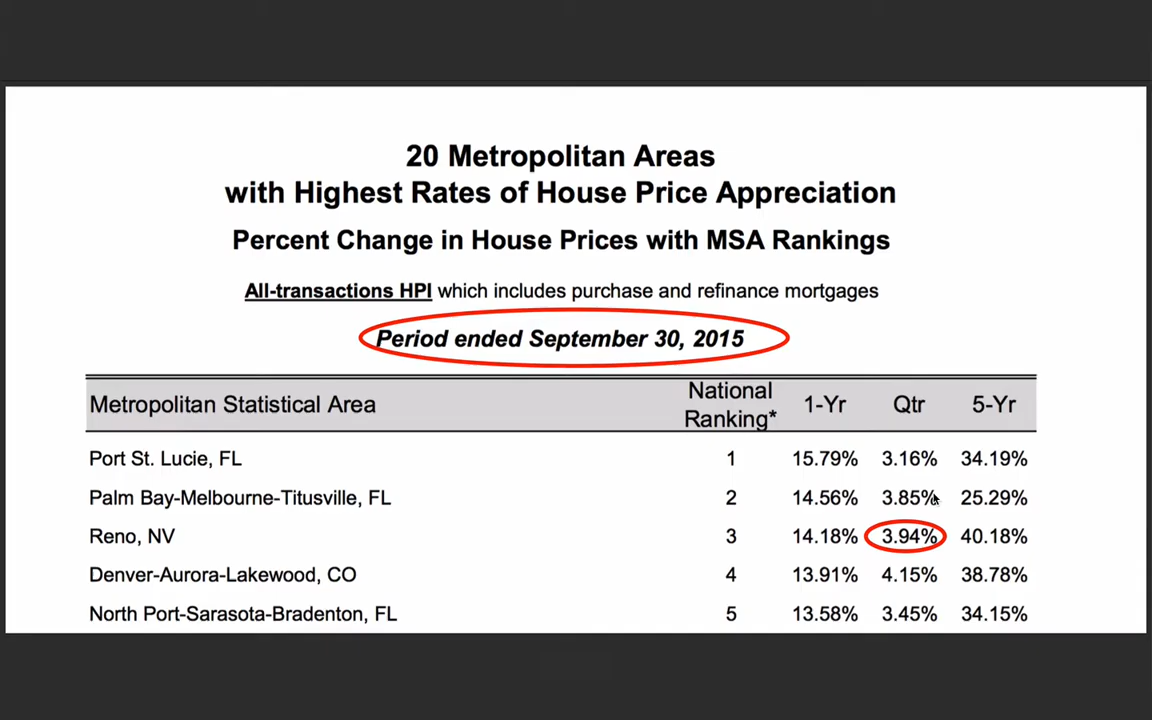 20 Metropolitan Areas
with Highest Rates of House Price Appreciation
Percent Change in House Prices with MSA Rankings
All-transactions HPI which includes purchase and refinance mortgages
Period ended September 30, 2015
Metropolitan Statistical Area National Ranking* 1-Yr Qtr 5-Yr
Port St. Lucie, FL 1 15.79% 3.16% 34.19%
Palm Bay-Melbourne-Titusville, FL 2 14.56% 3.85% 25.29%
Reno, NV 3 14.18% 3.94% 40.18%
Denver-Aurora-Lakewood, CO 4 13.91% 4.15% 38.78%
North Port-Sarasota-Bradenton, FL 5 13.58% 3.45% 34.15%